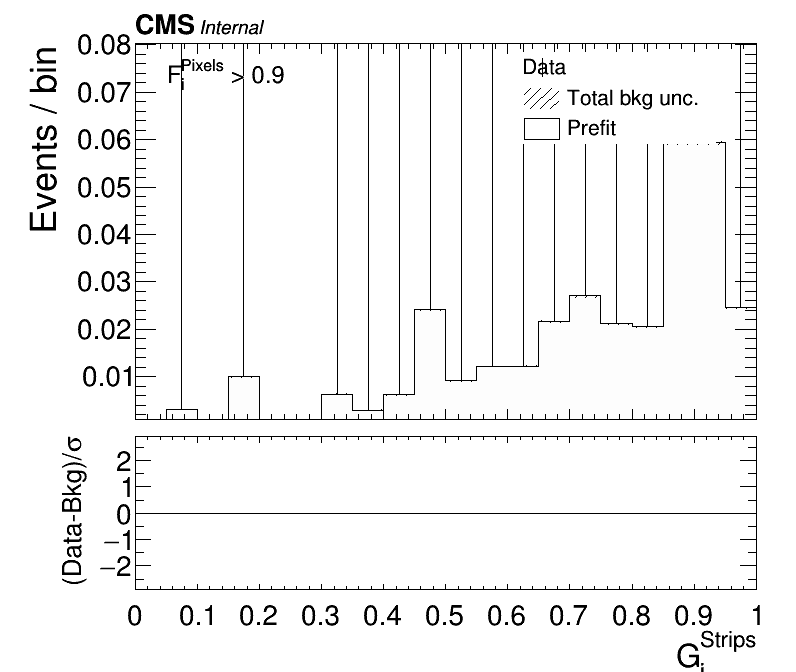 CMS Internal
0.08
0.07
0.06
0.05
0.04
0.03
0.02
0.01
Events / bin
F_i^Pixels > 0.9
Data
Total bkg unc.
Prefit
2
1
0
−1
−2
(Data-Bkg)/σ
0 0.1 0.2 0.3 0.4 0.5 0.6 0.7 0.8 0.9 1
G_i^Strips